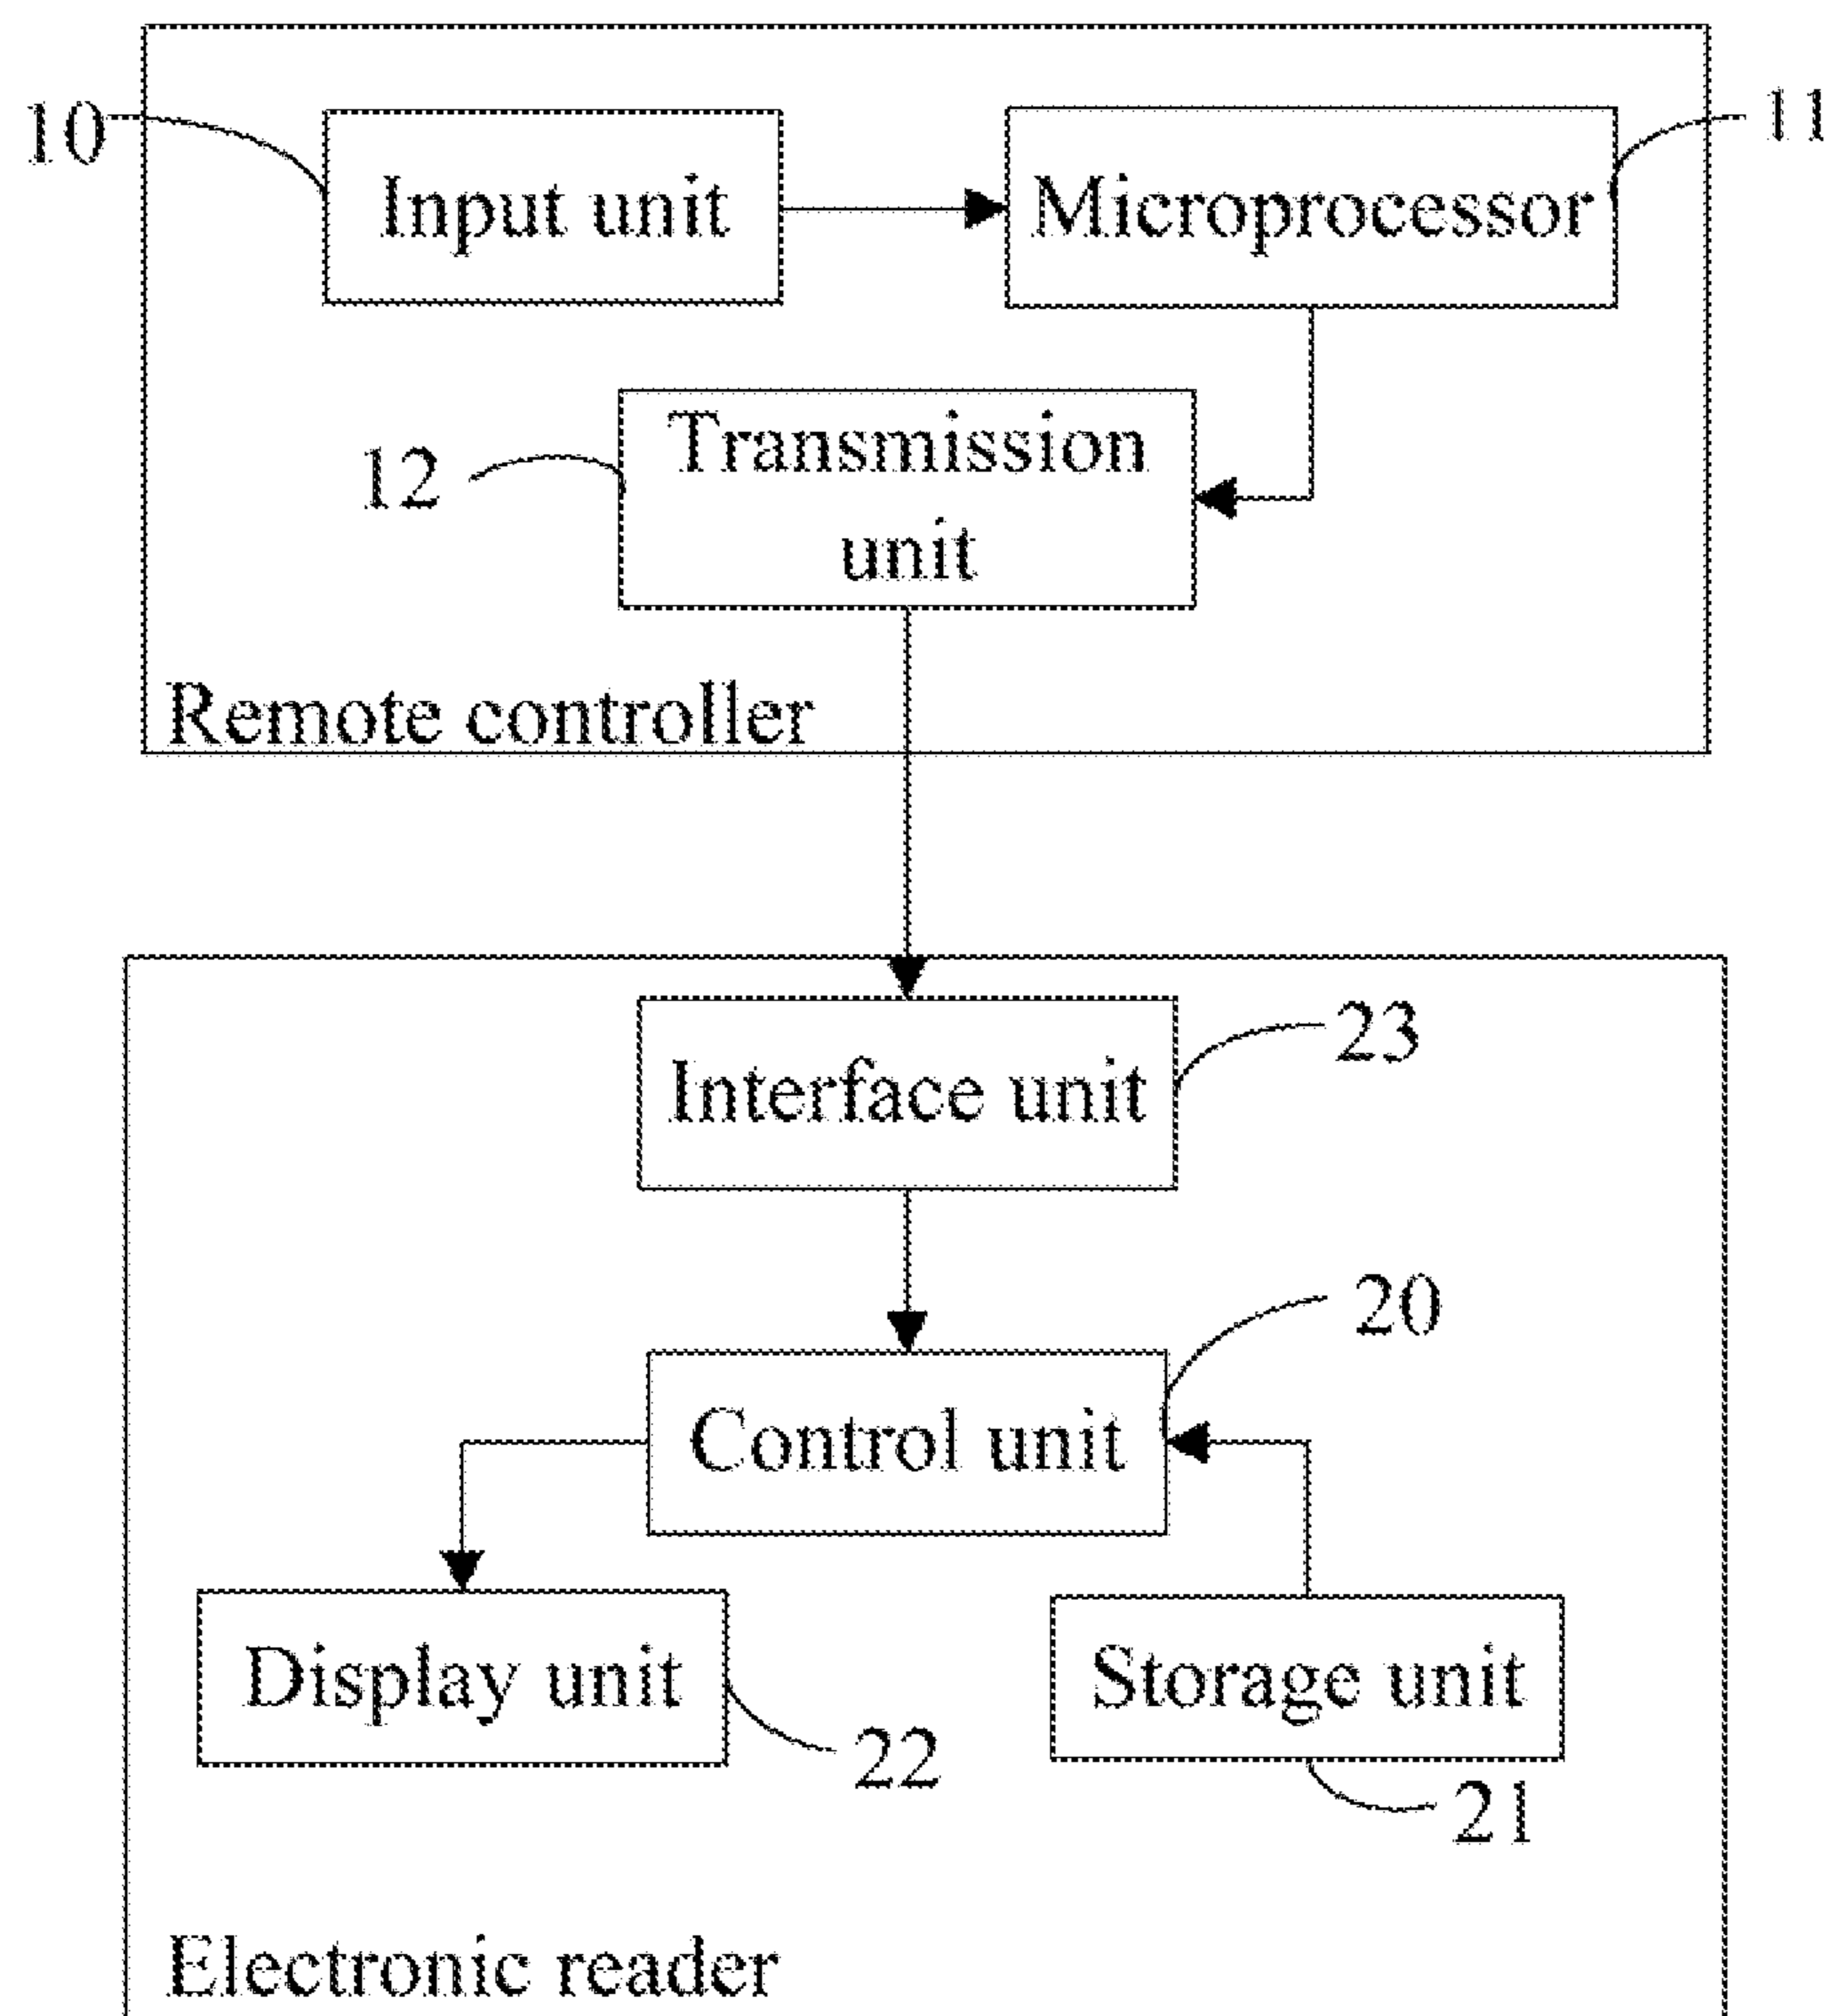 10
Input unit
Microprocessor
11
12
Transmission
unit
Remote controller
Interface unit
23
20
Control unit
Display unit
22
Storage unit
21
Electronic reader